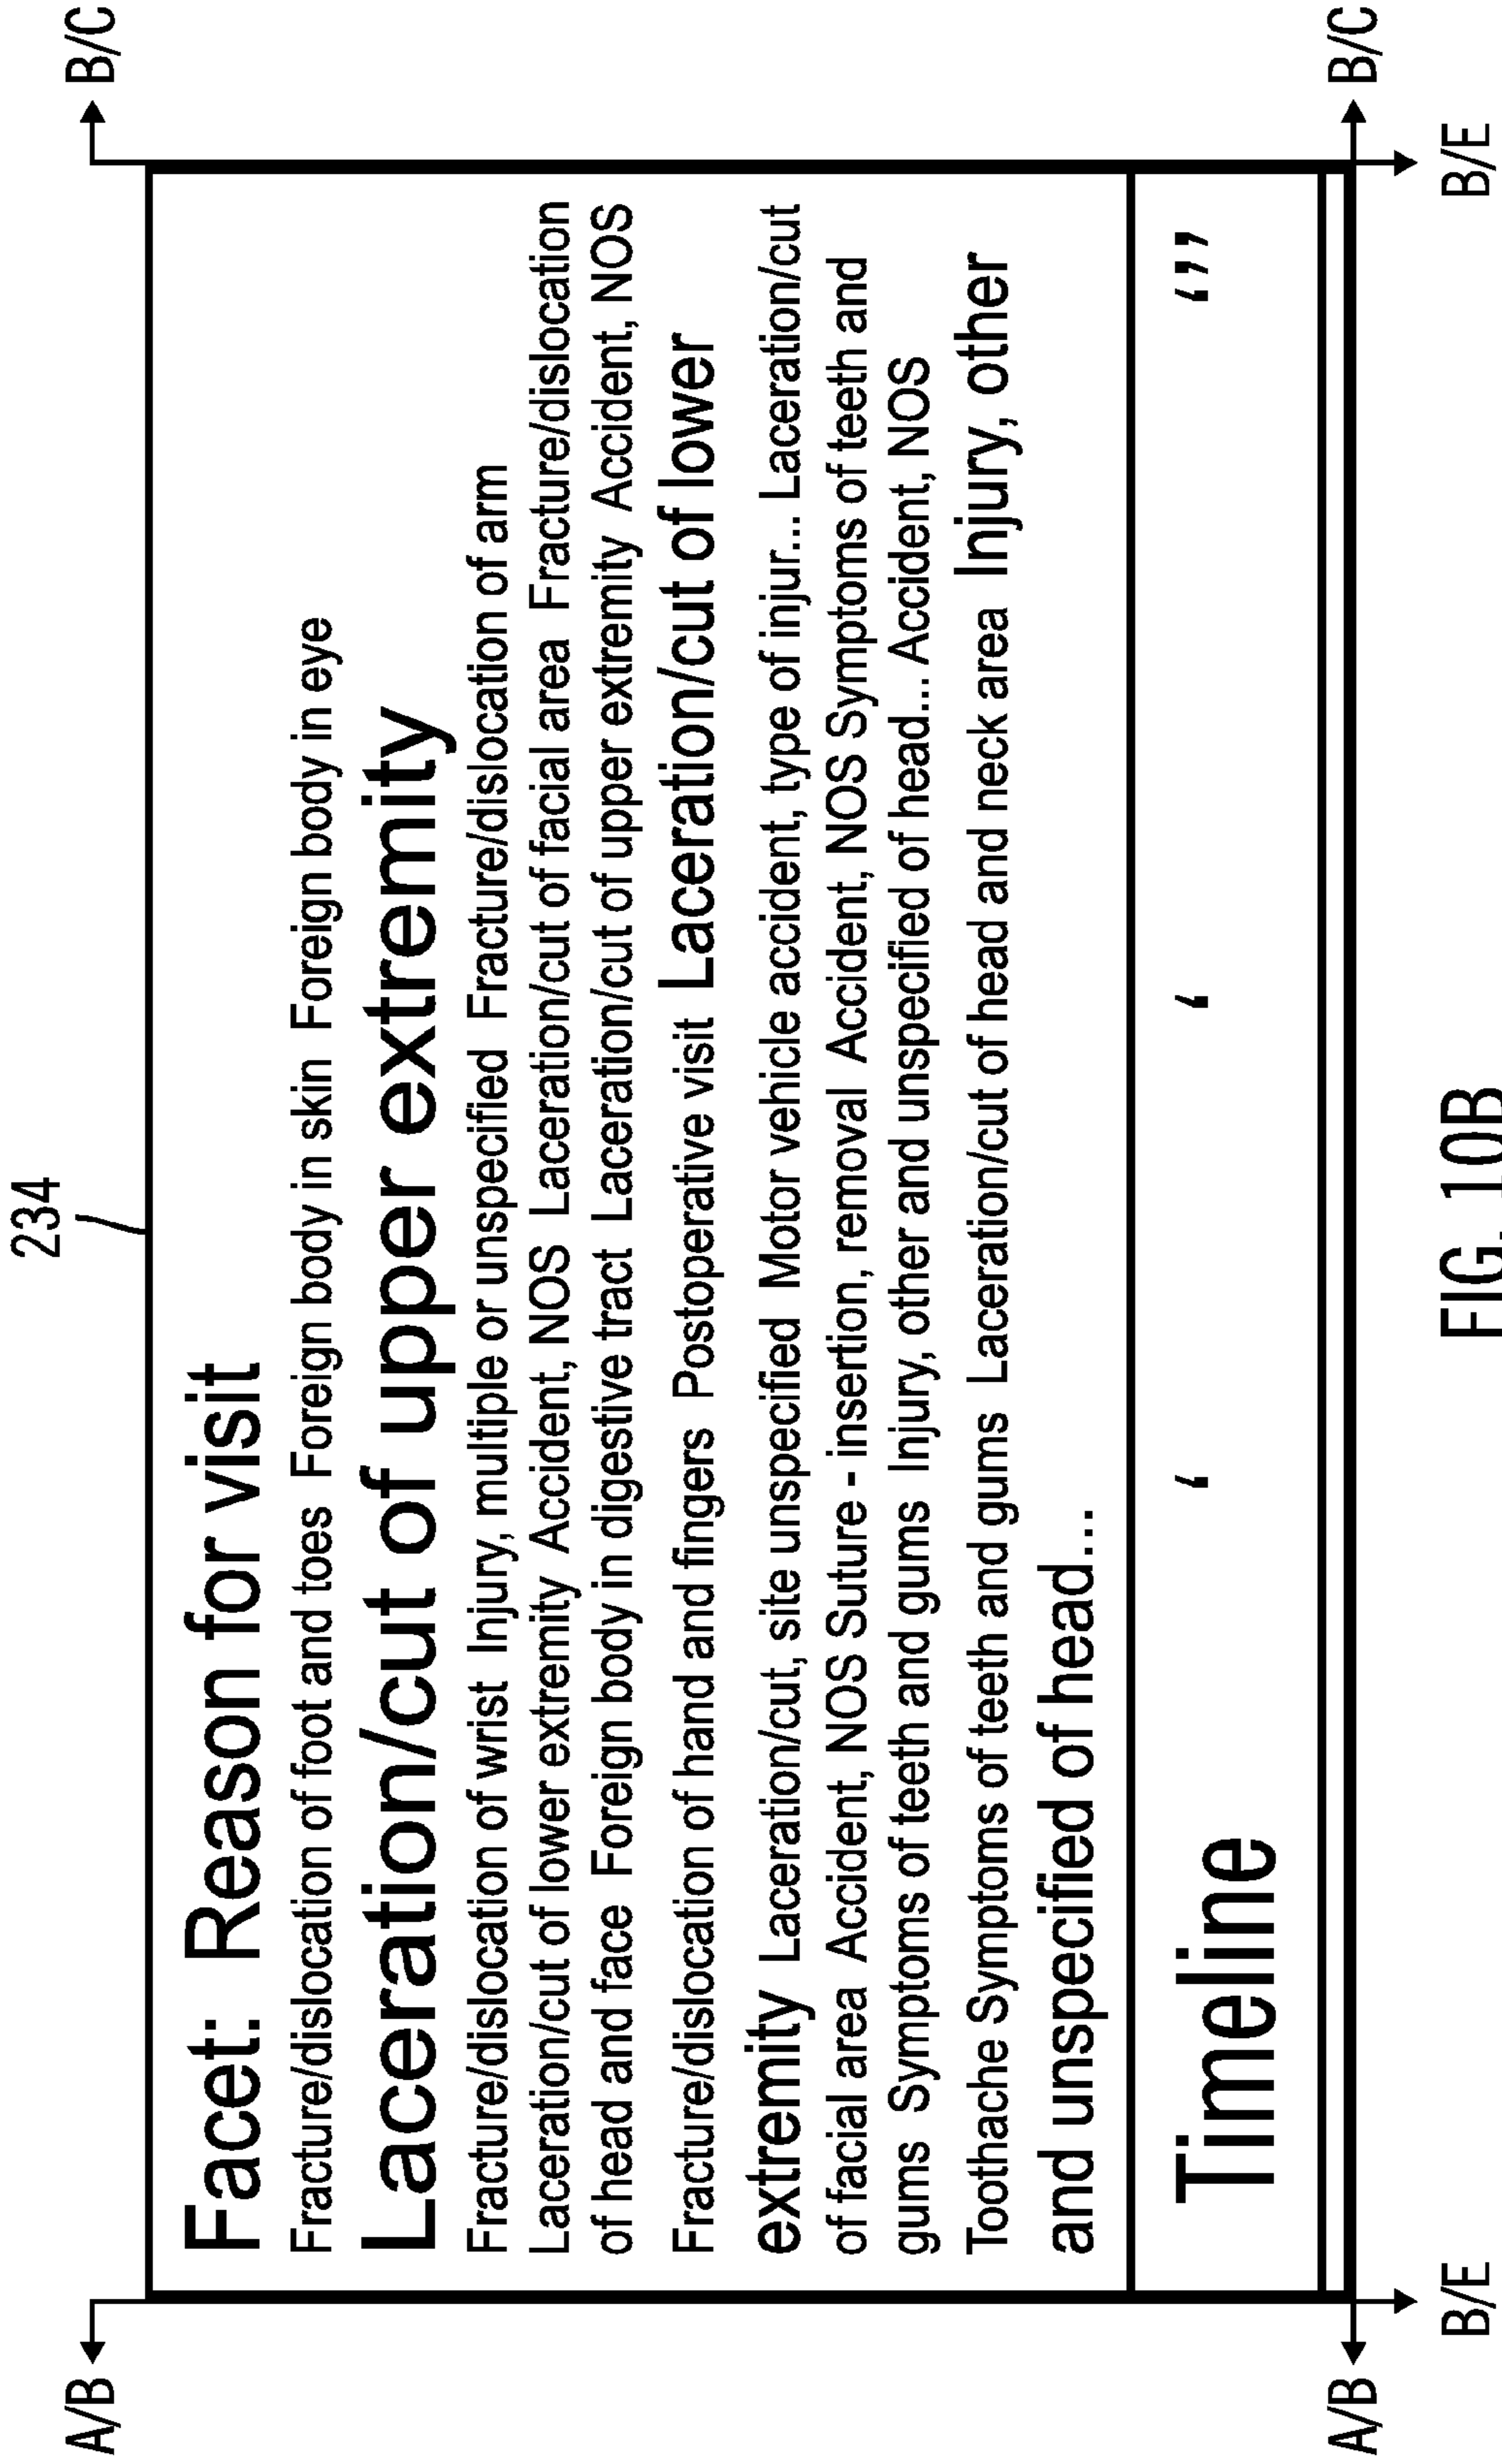 234
A/B B/C
Facet: Reason for visit
Fracture/dislocation of foot and toes Foreign body in skin Foreign body in eye
Laceration/cut of upper extremity
Fracture/dislocation of wrist Injury, multiple or unspecified Fracture/dislocation of arm
Laceration/cut of lower extremity Accident, NOS Laceration/cut of facial area Fracture/dislocation
of head and face Foreign body in digestive tract Laceration/cut of upper extremity Accident, NOS
Fracture/dislocation of hand and fingers Postoperative visit Laceration/cut of lower
extremity Laceration/cut, site unspecified Motor vehicle accident, type of injur... Laceration/cut
of facial area Accident, NOS Suture - insertion, removal Accident, NOS Symptoms of teeth and
gums Symptoms of teeth and gums Injury, other and unspecified of head... Accident, NOS
Toothache Symptoms of teeth and gums Laceration/cut of head and neck area Injury, other
and unspecified of head...
Timeline ‘ ‘ ‘ ’ ’
A/B B/C
B/E B/E
FIG. 10B